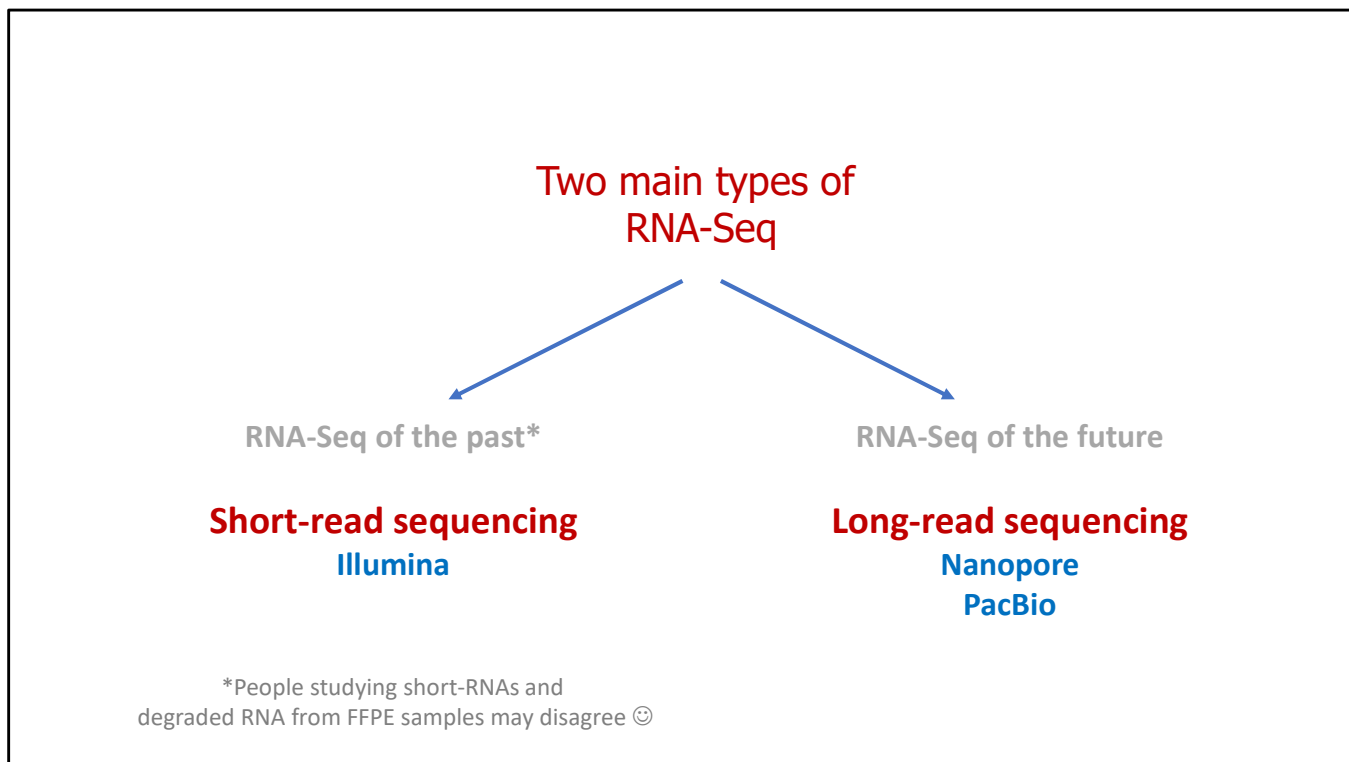 Two main types of
RNA-Seq
RNA-Seq of the past*
RNA-Seq of the future
Short-read sequencing
Illumina
Long-read sequencing
Nanopore
PacBio
*People studying short-RNAs and
degraded RNA from FFPE samples may disagree ☺